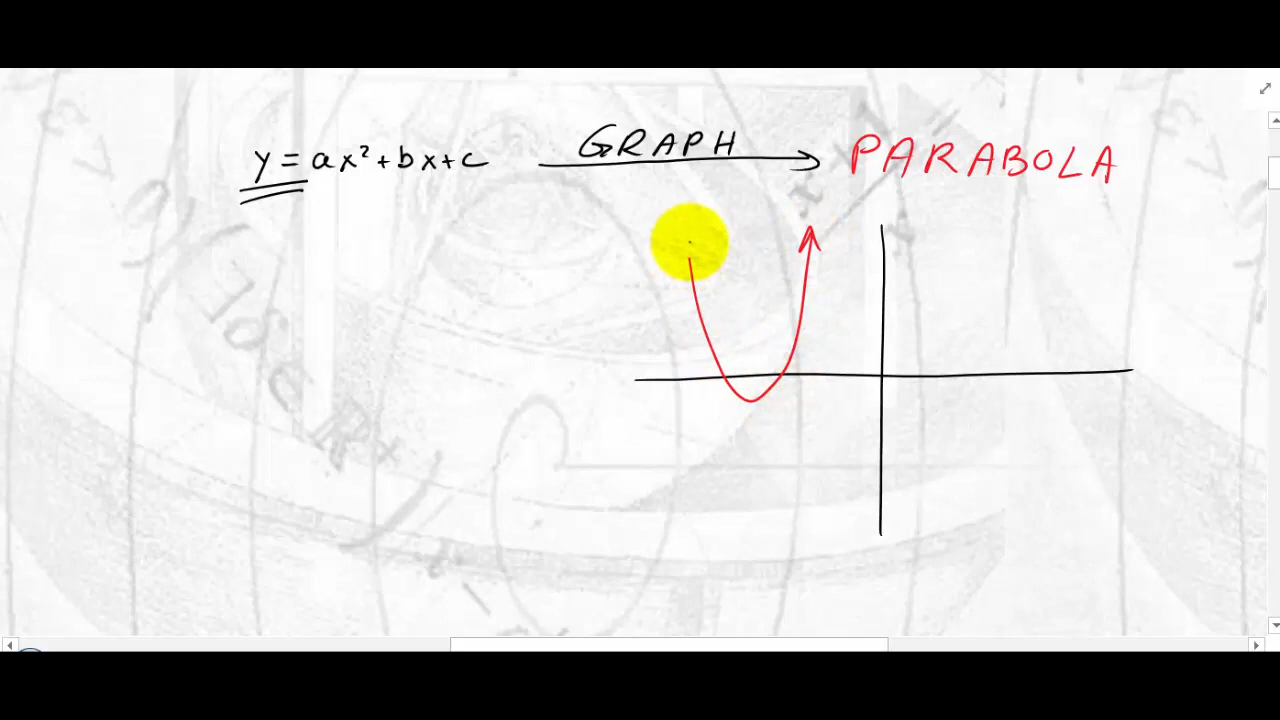 y = ax² + bx + c GRAPH PARABOLA